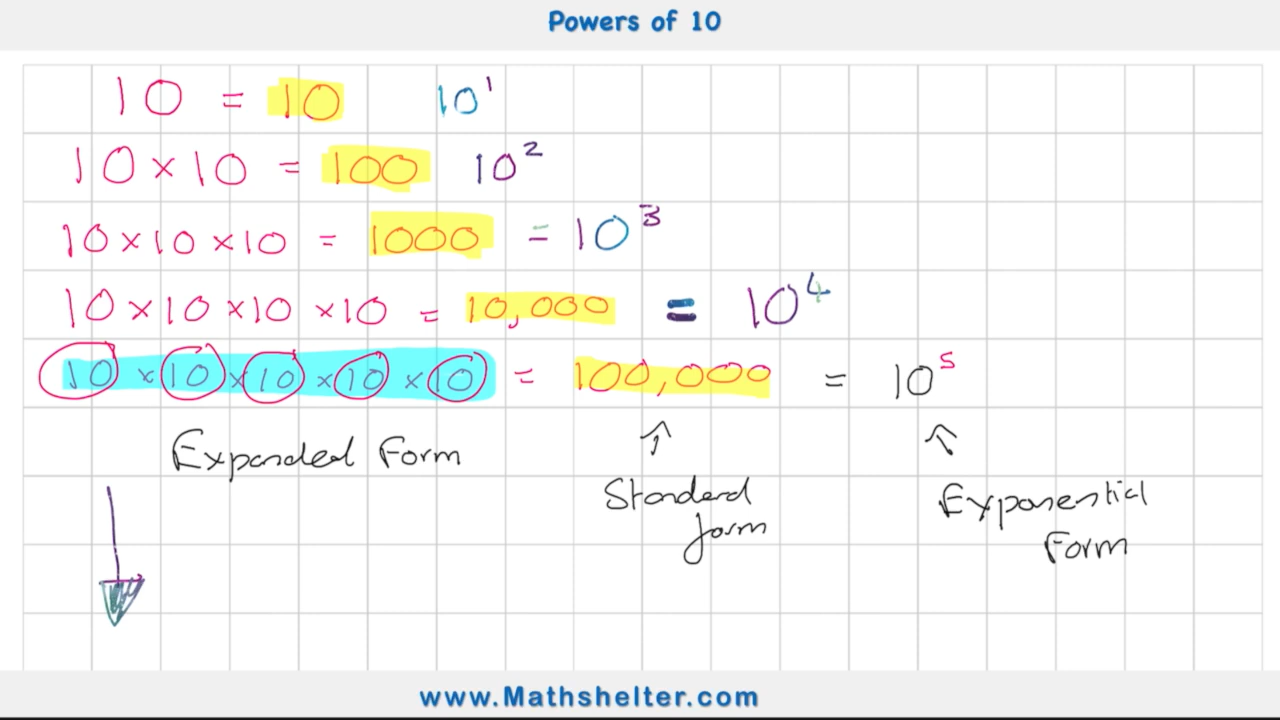 Powers of 10
10 = 10 10¹
10 × 10 = 100 10²
10 × 10 × 10 = 1000 = 10³
10 × 10 × 10 × 10 = 10,000 = 10⁴
10 × 10 × 10 × 10 × 10 = 100,000 = 10⁵
Expanded Form
Standard
form
Exponential
Form
www.Mathshelter.com